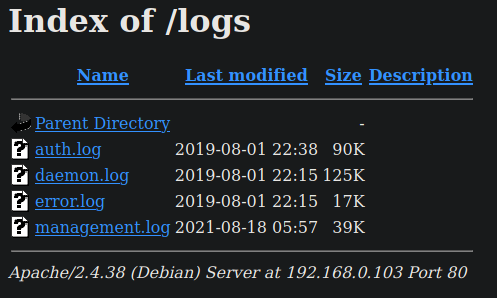 Index of /logs
Name Last modified Size Description
Parent Directory -
? auth.log 2019-08-01 22:38 90K
? daemon.log 2019-08-01 22:15 125K
? error.log 2019-08-01 22:15 17K
? management.log 2021-08-18 05:57 39K
Apache/2.4.38 (Debian) Server at 192.168.0.103 Port 80